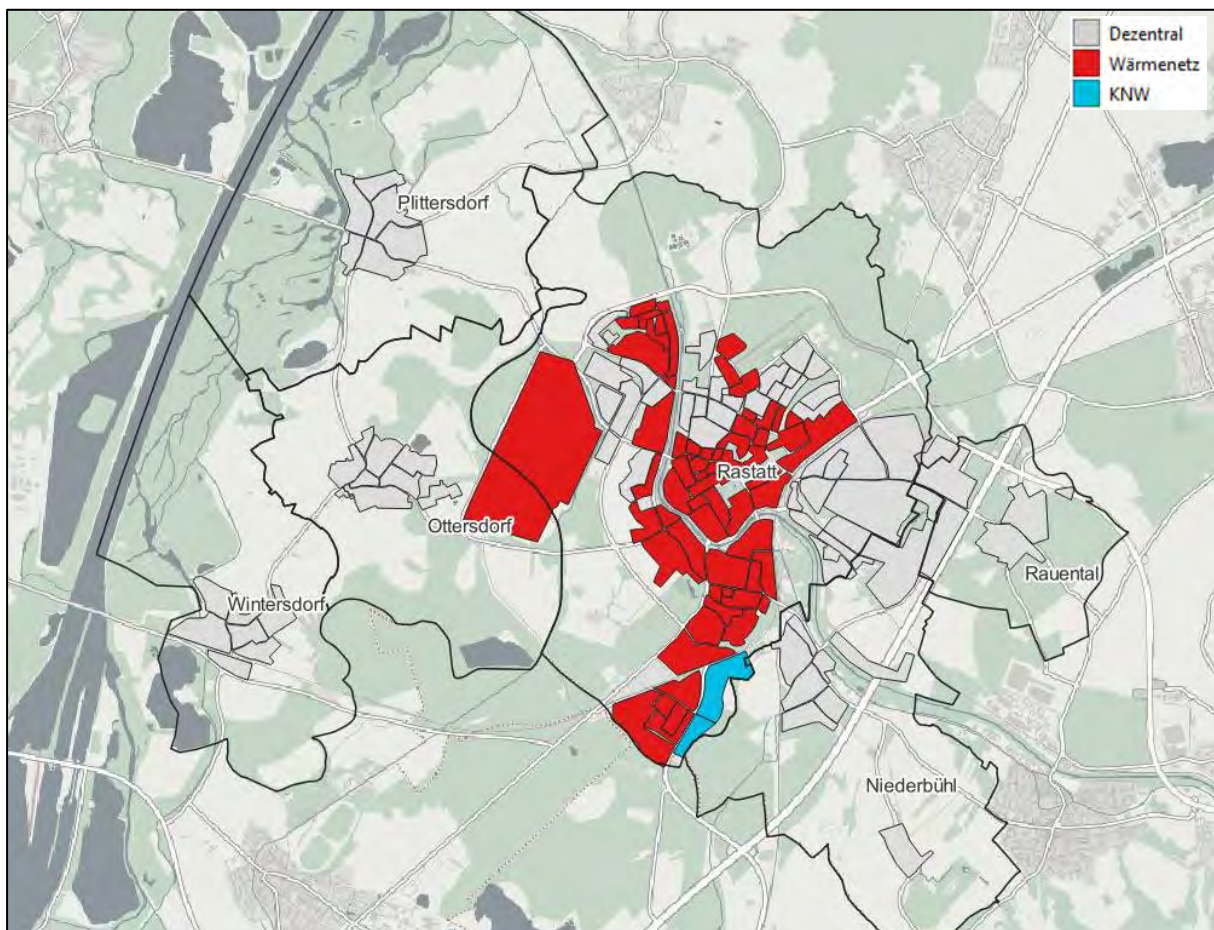 Dezentral
Wärmenetz
KNW
Plittersdorf
Rastatt
Ottersdorf
Rauental
Wintersdorf
Niederbühl